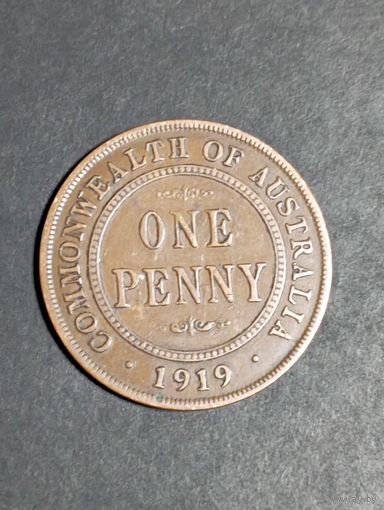 COMMONWEALTH OF AUSTRALIA
ONE
PENNY
· 1919 ·